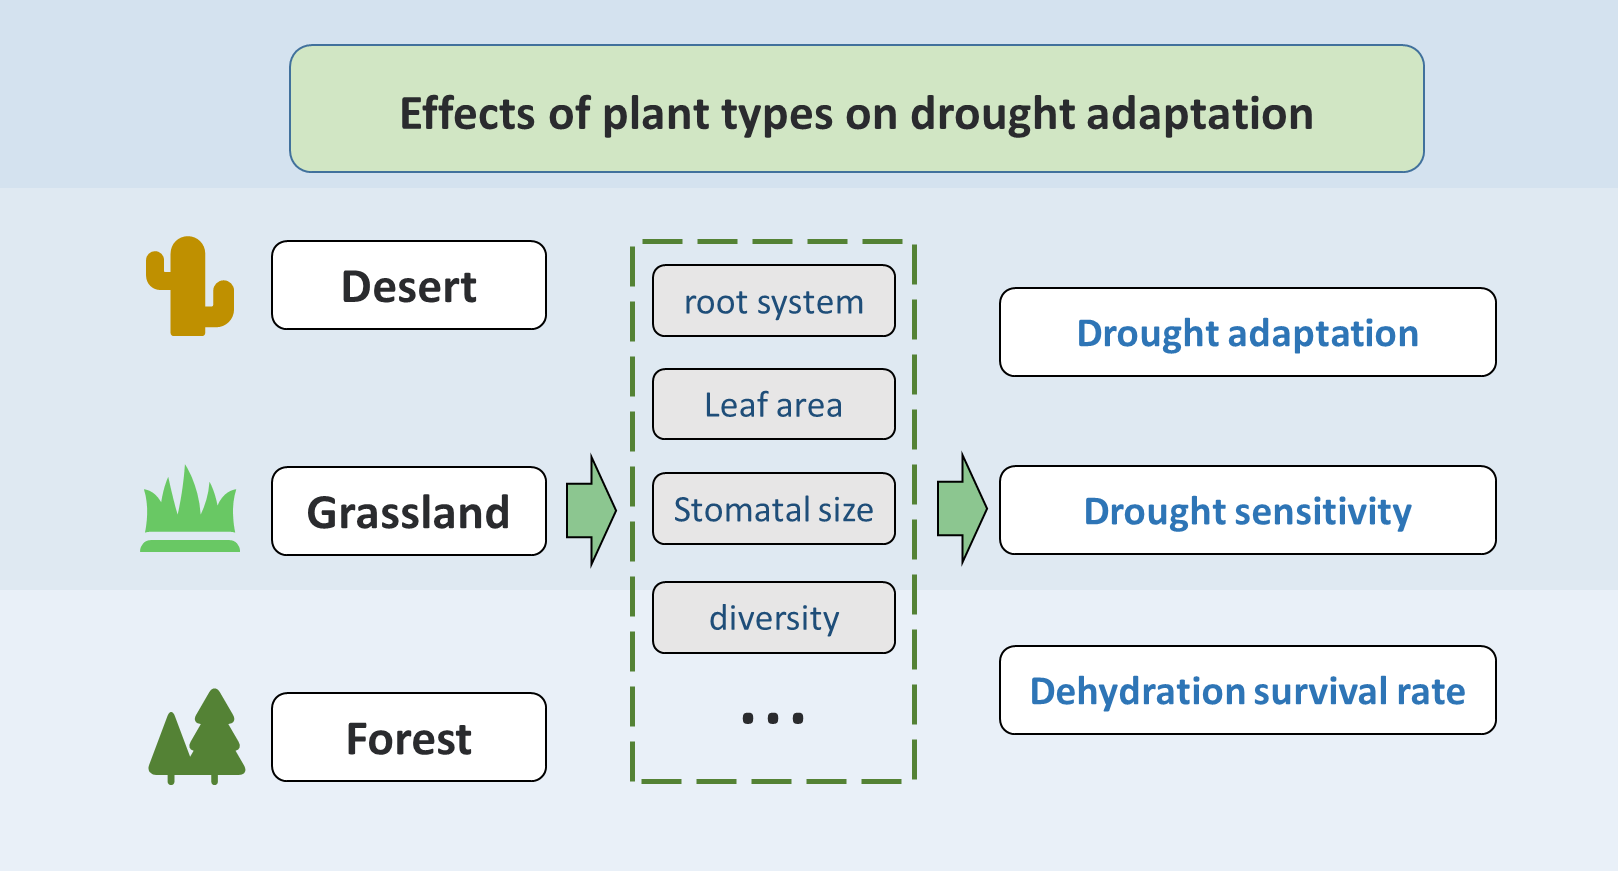 Effects of plant types on drought adaptation
Desert
Grassland
Forest
root system
Leaf area
Stomatal size
diversity
...
Drought adaptation
Drought sensitivity
Dehydration survival rate